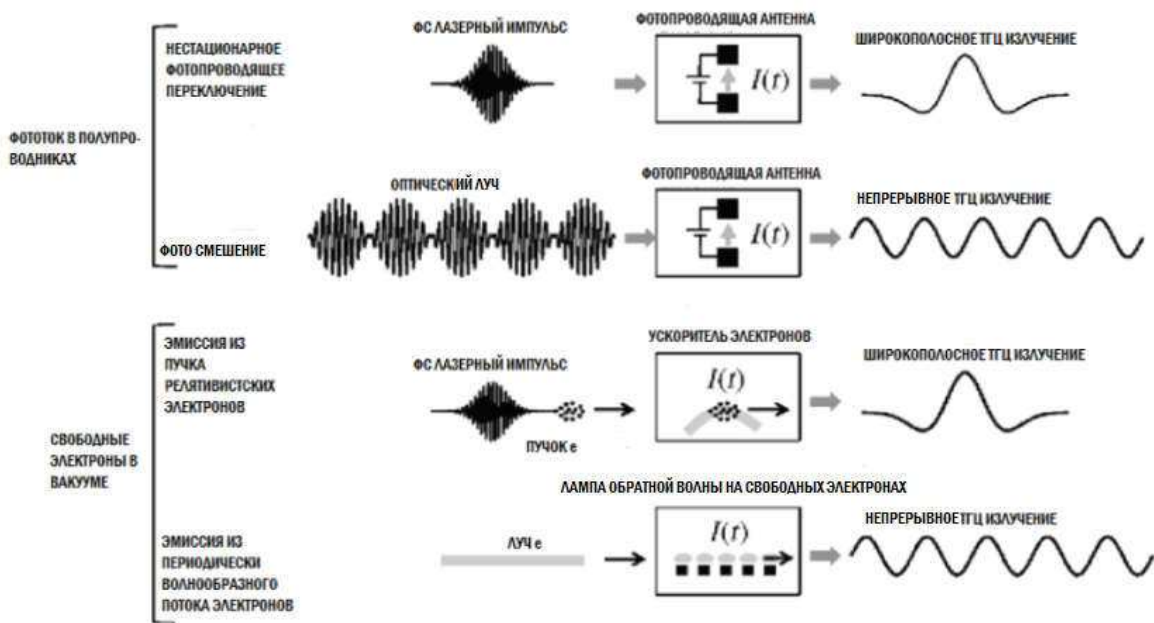 НЕСТАЦИОНАРНОЕ
ФОТОПРОВОДЯЩЕЕ
ПЕРЕКЛЮЧЕНИЕ
ФС ЛАЗЕРНЫЙ ИМПУЛЬС
ФОТОПРОВОДЯЩАЯ АНТЕННА
I(t)
ШИРОКОПОЛОСНОЕ ТГЦ ИЗЛУЧЕНИЕ
ФОТОТОК В ПОЛУПРО-
ВОДНИКАХ
ФОТО СМЕШЕНИЕ
ОПТИЧЕСКИЙ ЛУЧ
ФОТОПРОВОДЯЩАЯ АНТЕННА
I(t)
НЕПРЕРЫВНОЕ ТГЦ ИЗЛУЧЕНИЕ
СВОБОДНЫЕ
ЭЛЕКТРОНЫ В
ВАКУУМЕ
ЭМИССИЯ ИЗ
ПУЧКА
РЕЛЯТИВИСТСКИХ
ЭЛЕКТРОНОВ
ФС ЛАЗЕРНЫЙ ИМПУЛЬС
ПУЧОК e
УСКОРИТЕЛЬ ЭЛЕКТРОНОВ
I(t)
ШИРОКОПОЛОСНОЕ ТГЦ ИЗЛУЧЕНИЕ
ЭМИССИЯ ИЗ
ПЕРИОДИЧЕСКИ
ВОЛНООБРАЗНОГО
ПОТОКА ЭЛЕКТРОНОВ
ЛУЧ e
ЛАМПА ОБРАТНОЙ ВОЛНЫ НА СВОБОДНЫХ ЭЛЕКТРОНАХ
I(t)
НЕПРЕРЫВНОЕ ТГЦ ИЗЛУЧЕНИЕ